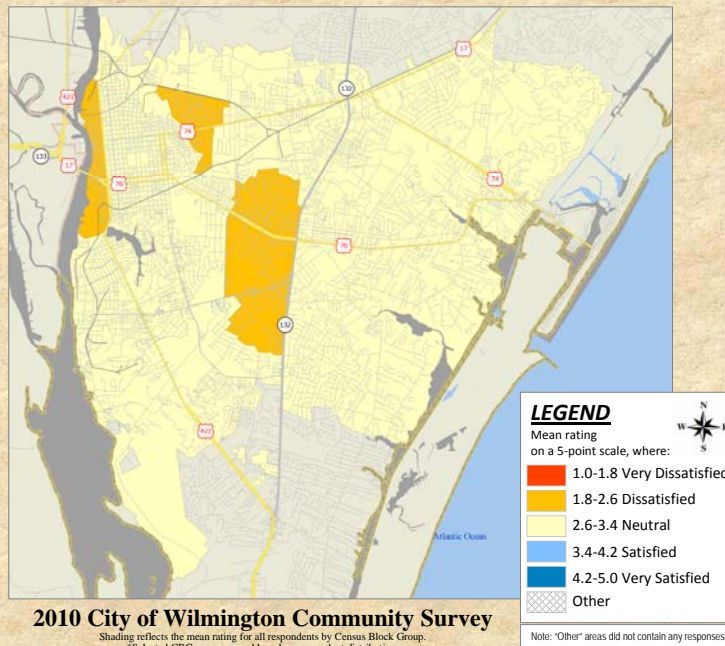 17
421
132
74
133
17
76
74
76
132
421
Atlantic Ocean
LEGEND
N
W
E
S
Mean rating
on a 5-point scale, where:
1.0-1.8 Very Dissatisfied
1.8-2.6 Dissatisfied
2.6-3.4 Neutral
3.4-4.2 Satisfied
4.2-5.0 Very Satisfied
Other
2010 City of Wilmington Community Survey
Shading reflects the mean rating for all respondents by Census Block Group.
Note: "Other" areas did not contain any responses